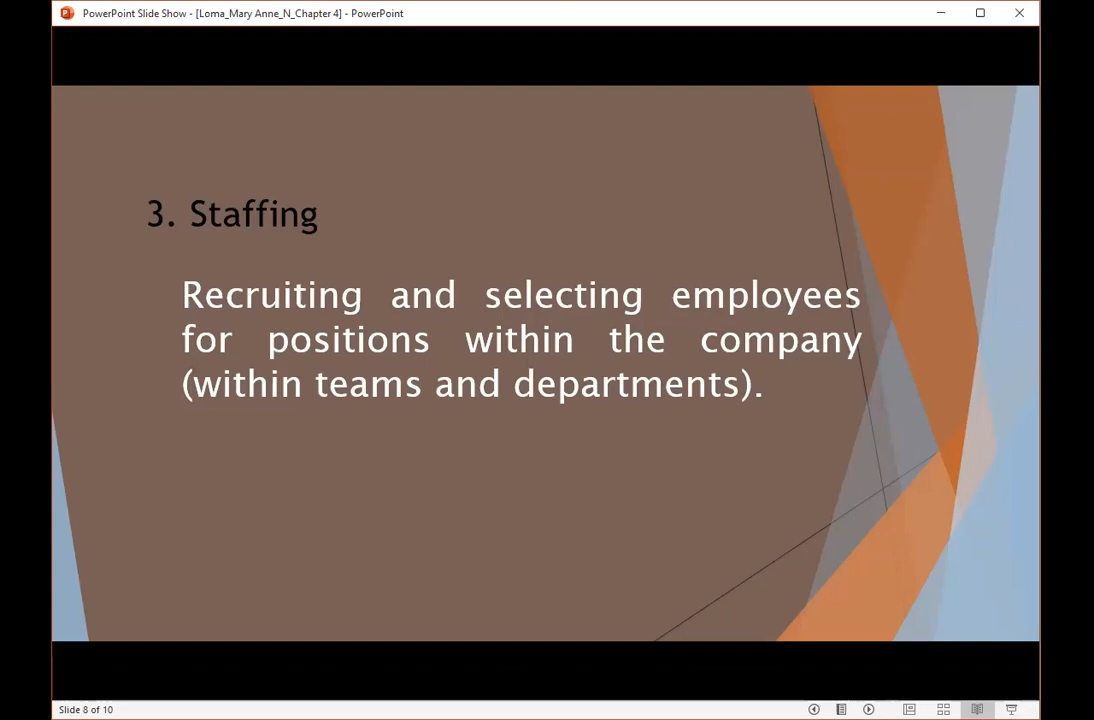 PowerPoint Slide Show - [Loma_Mary Anne_N_Chapter 4] - PowerPoint
3. Staffing
Recruiting and selecting employees
for positions within the company
(within teams and departments).
Slide 8 of 10